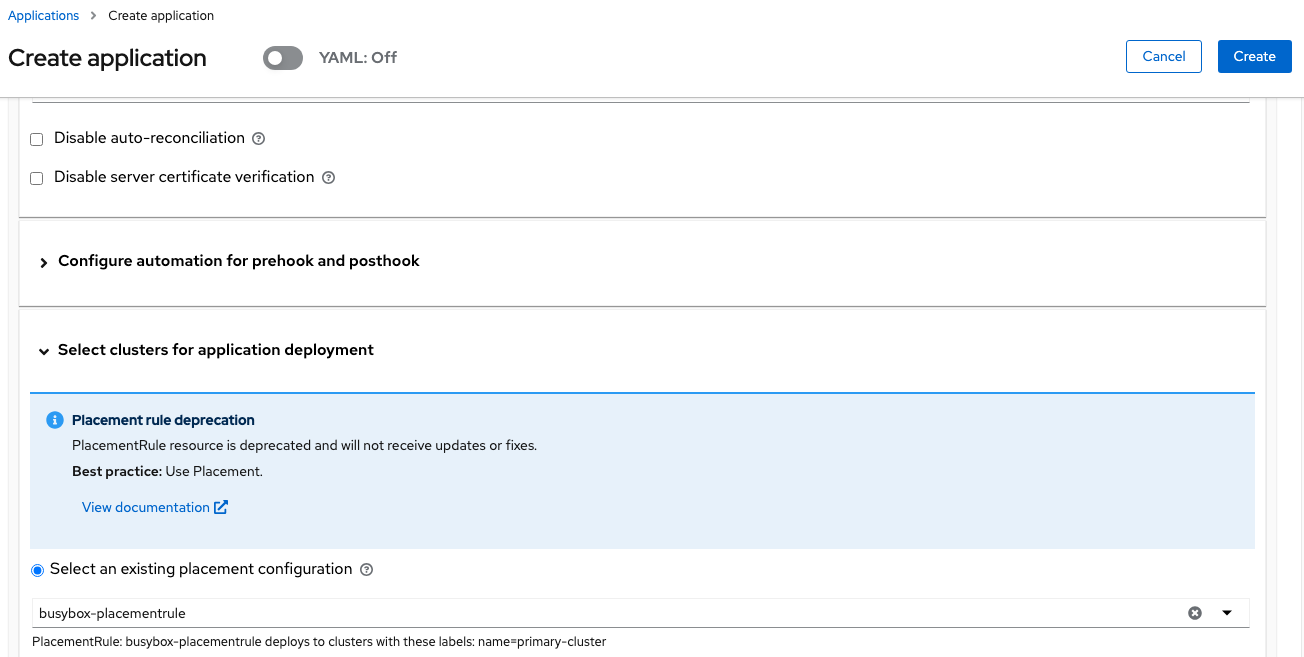 Applications > Create application
Create application YAML: Off Cancel Create
Disable auto-reconciliation
Disable server certificate verification
Configure automation for prehook and posthook
Select clusters for application deployment
Placement rule deprecation
PlacementRule resource is deprecated and will not receive updates or fixes.
Best practice: Use Placement.
View documentation
Select an existing placement configuration
busybox-placementrule
PlacementRule: busybox-placementrule deploys to clusters with these labels: name=primary-cluster